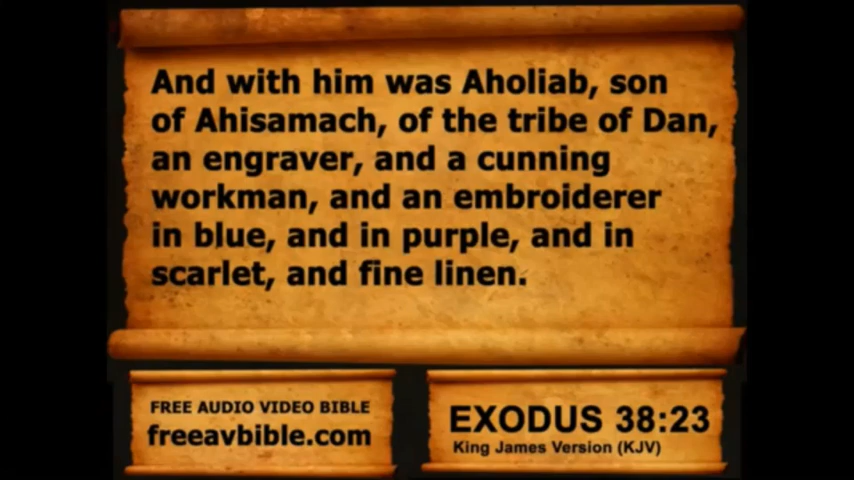 And with him was Aholiab, son
of Ahisamach, of the tribe of Dan,
an engraver, and a cunning
workman, and an embroiderer
in blue, and in purple, and in
scarlet, and fine linen.
FREE AUDIO VIDEO BIBLE
freeavbible.com
EXODUS 38:23
King James Version (KJV)